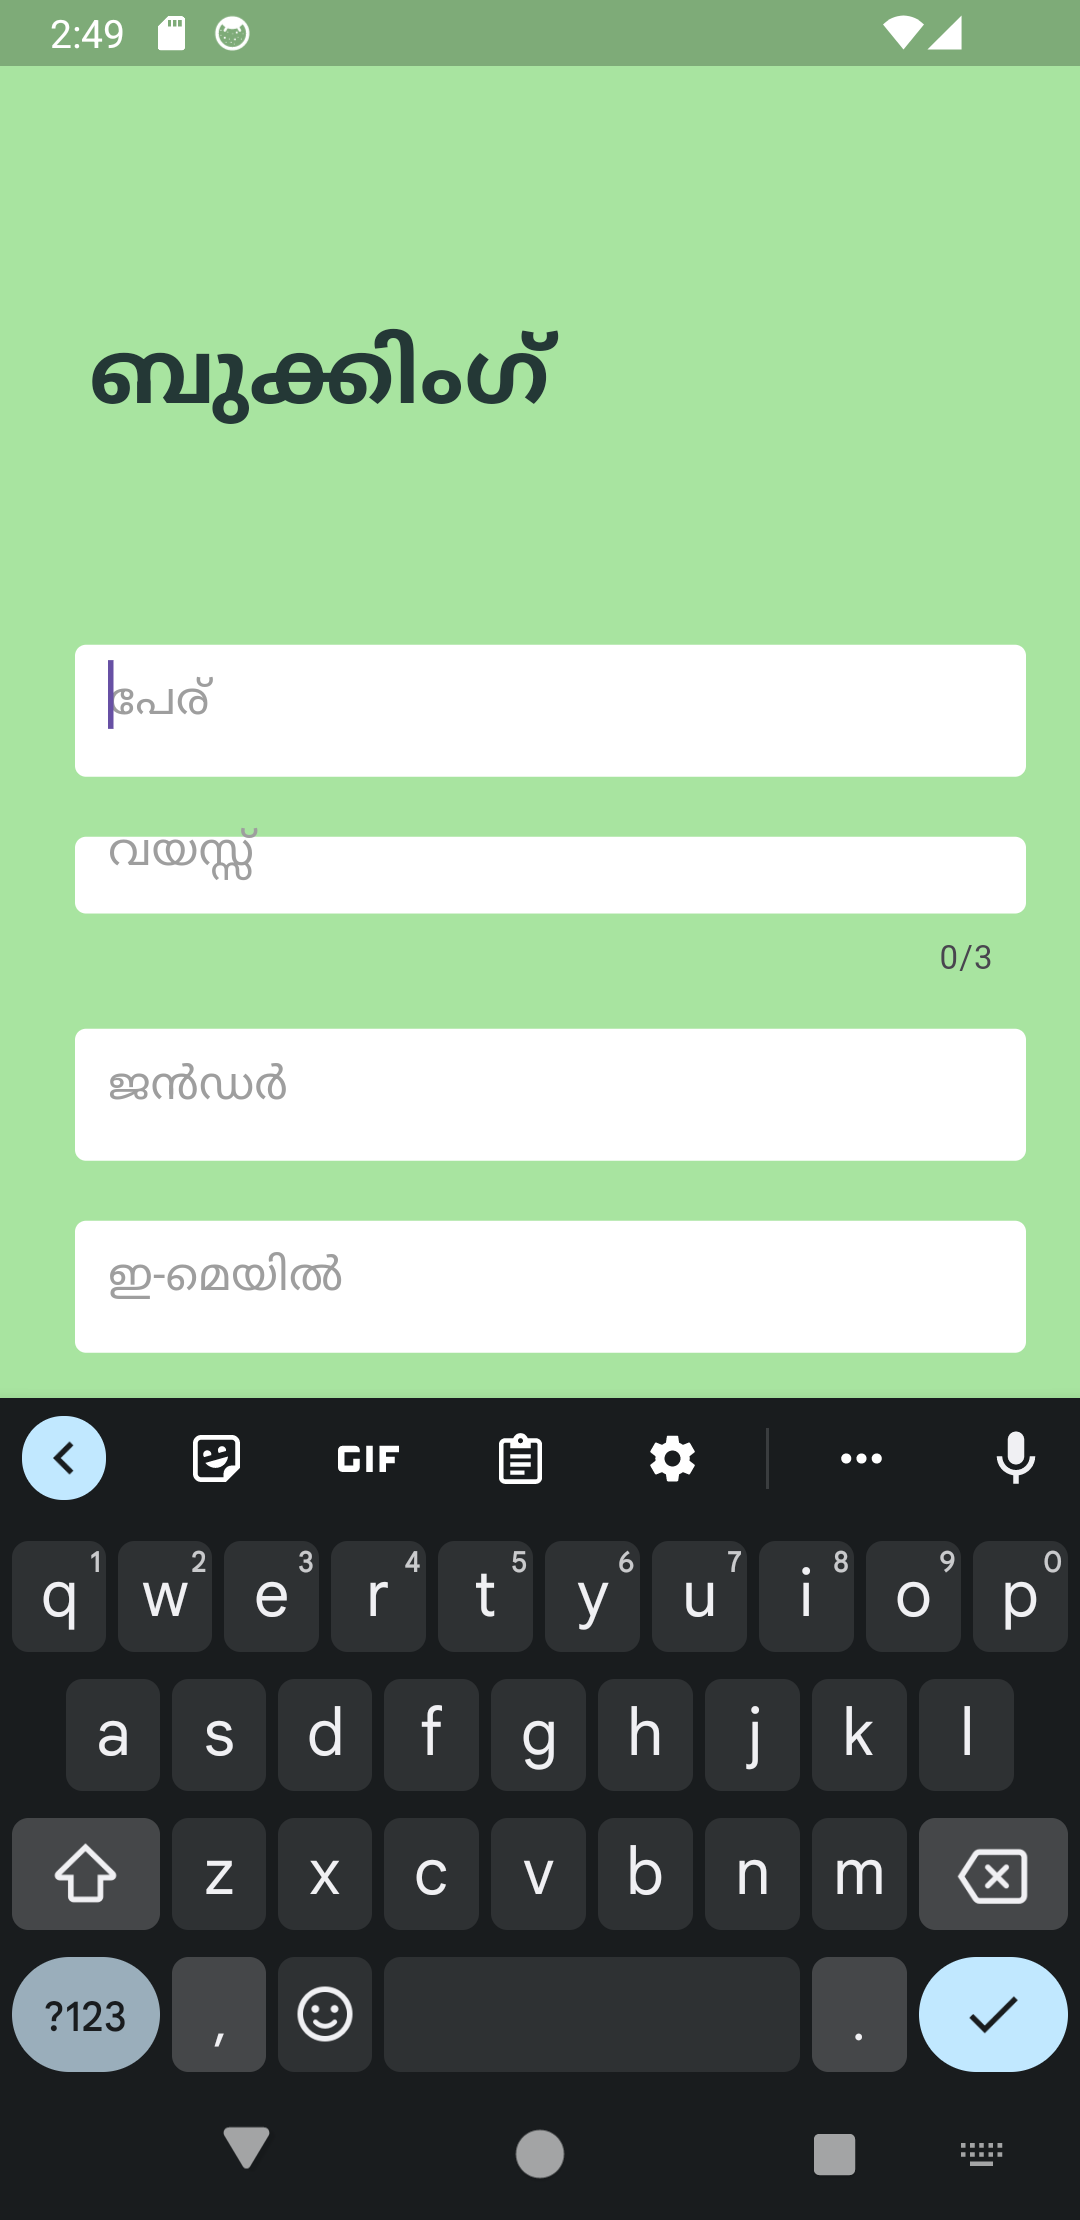 2:49
ബുക്കിംഗ്
പേര്
വയസ്സ്
0/3
ജൻഡർ
ഇ-മെയിൽ
GIF
q 1 w 2 e 3 r 4 t 5 y 6 u 7 i 8 o 9 p 0
a s d f g h j k l
z x c v b n m
?123 , .